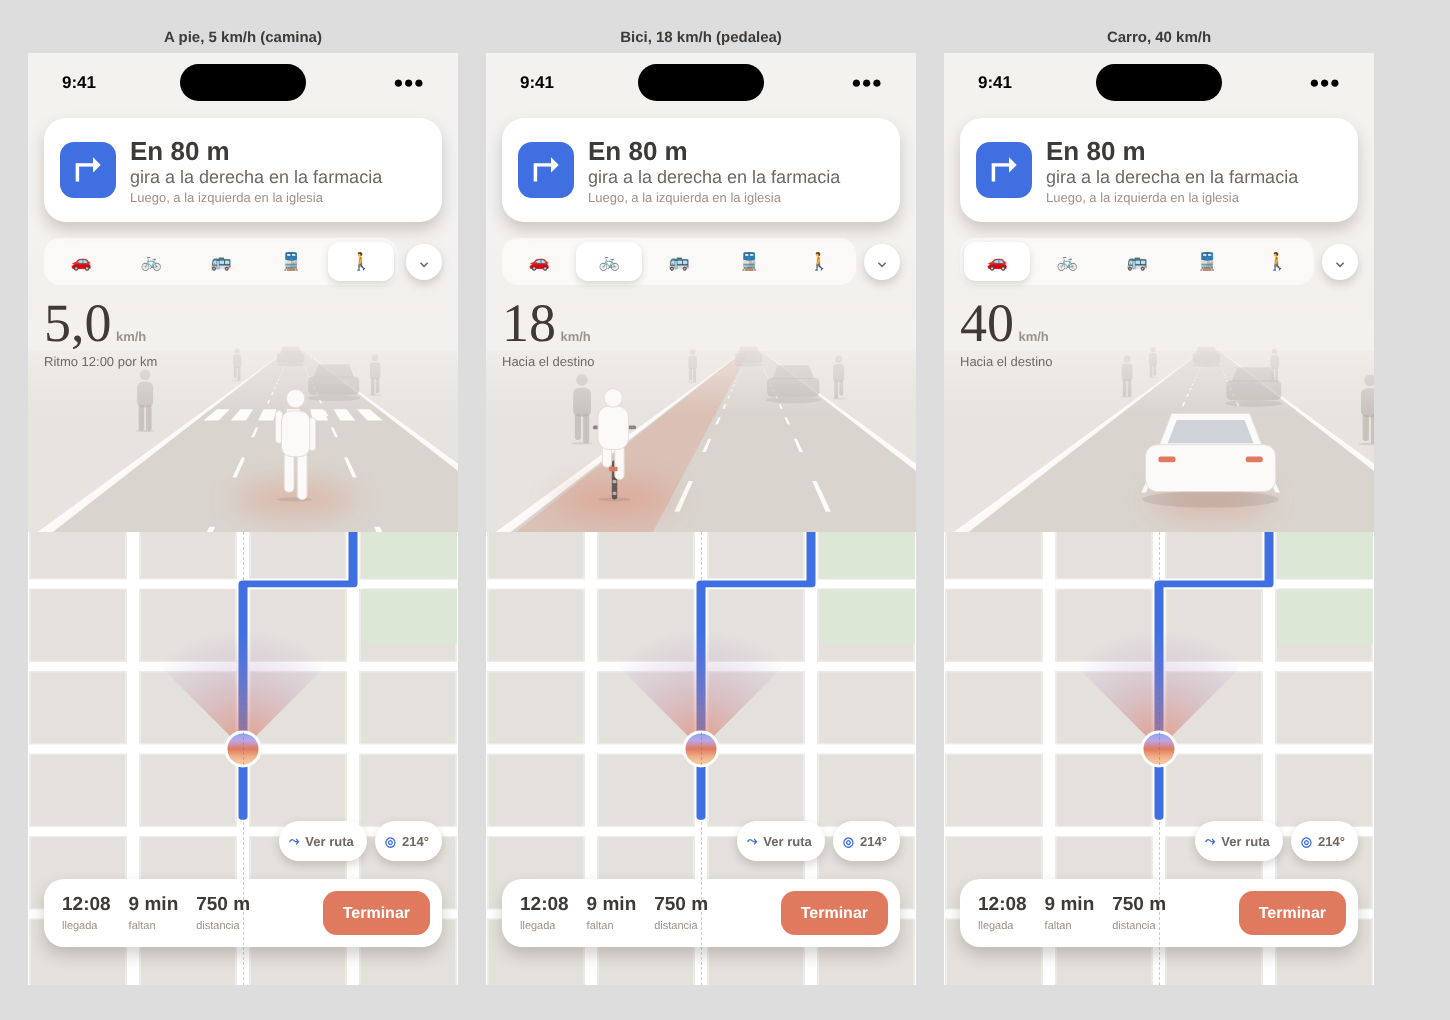 A pie, 5 km/h (camina)
9:41
En 80 m
gira a la derecha en la farmacia
Luego, a la izquierda en la iglesia
5,0 km/h
Ritmo 12:00 por km
Ver ruta
214°
12:08 9 min 750 m
llegada faltan distancia
Terminar
Bici, 18 km/h (pedalea)
9:41
En 80 m
gira a la derecha en la farmacia
Luego, a la izquierda en la iglesia
18 km/h
Hacia el destino
Ver ruta
214°
12:08 9 min 750 m
llegada faltan distancia
Terminar
Carro, 40 km/h
9:41
En 80 m
gira a la derecha en la farmacia
Luego, a la izquierda en la iglesia
40 km/h
Hacia el destino
Ver ruta
214°
12:08 9 min 750 m
llegada faltan distancia
Terminar